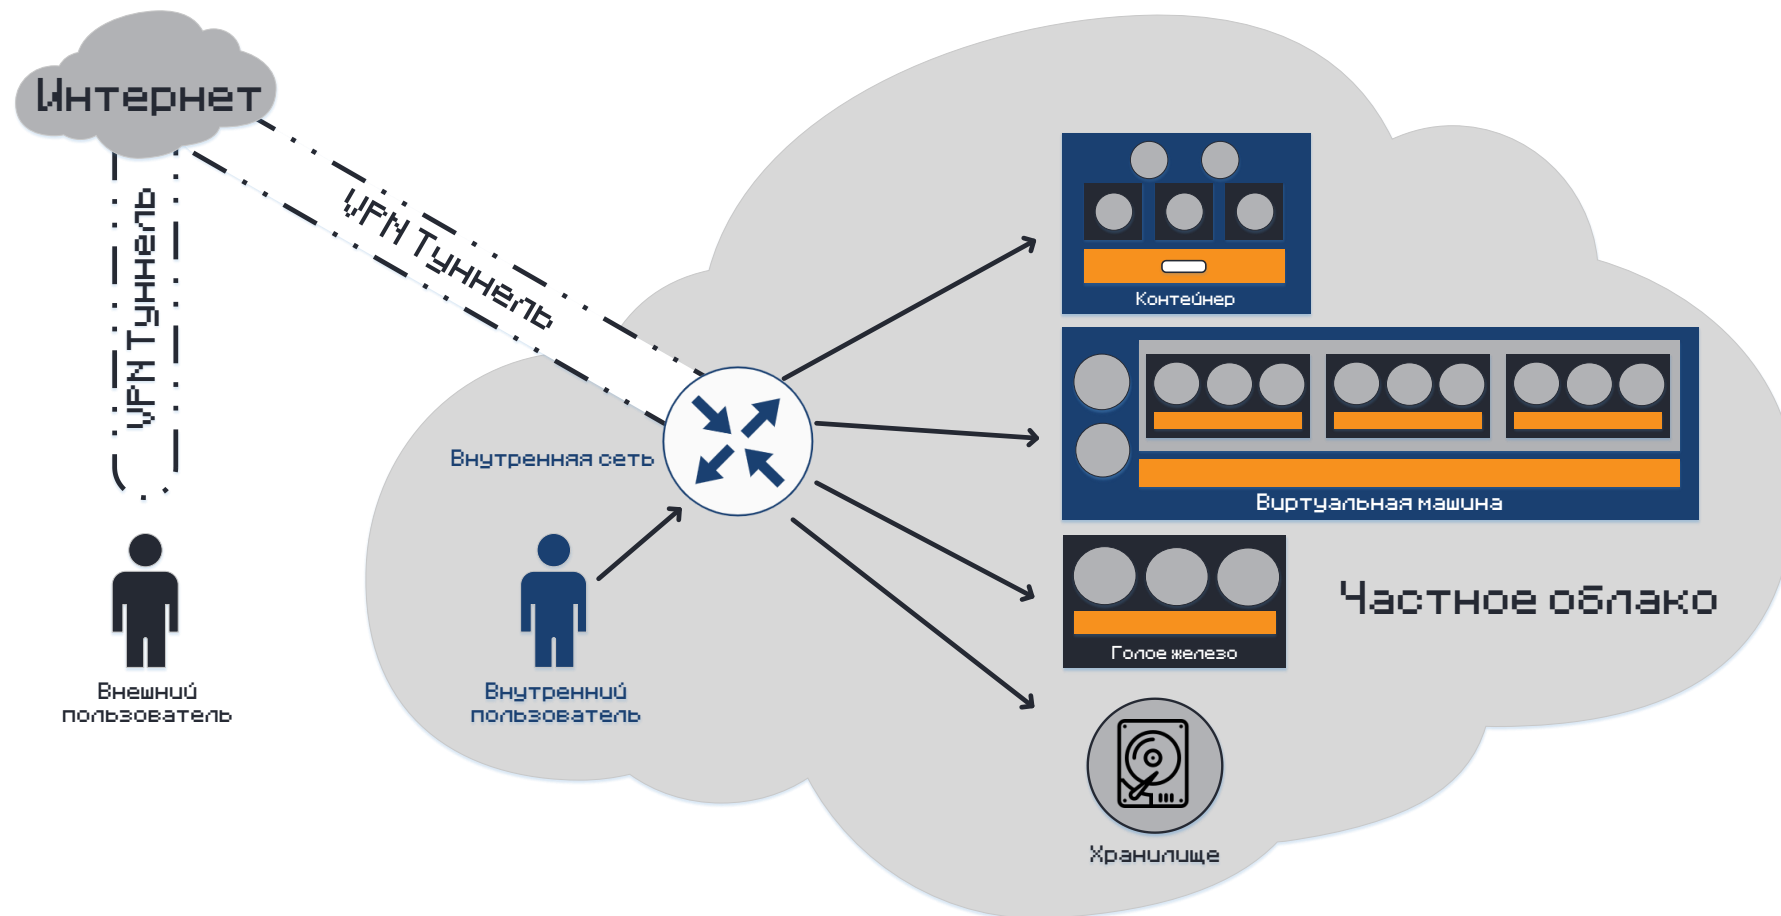 Интернет
VPN Туннель
VPN Туннель
Контейнер
Внутренняя сеть
Виртуальная машина
Частное облако
Голое железо
Внешний
пользователь
Внутренний
пользователь
Хранилище